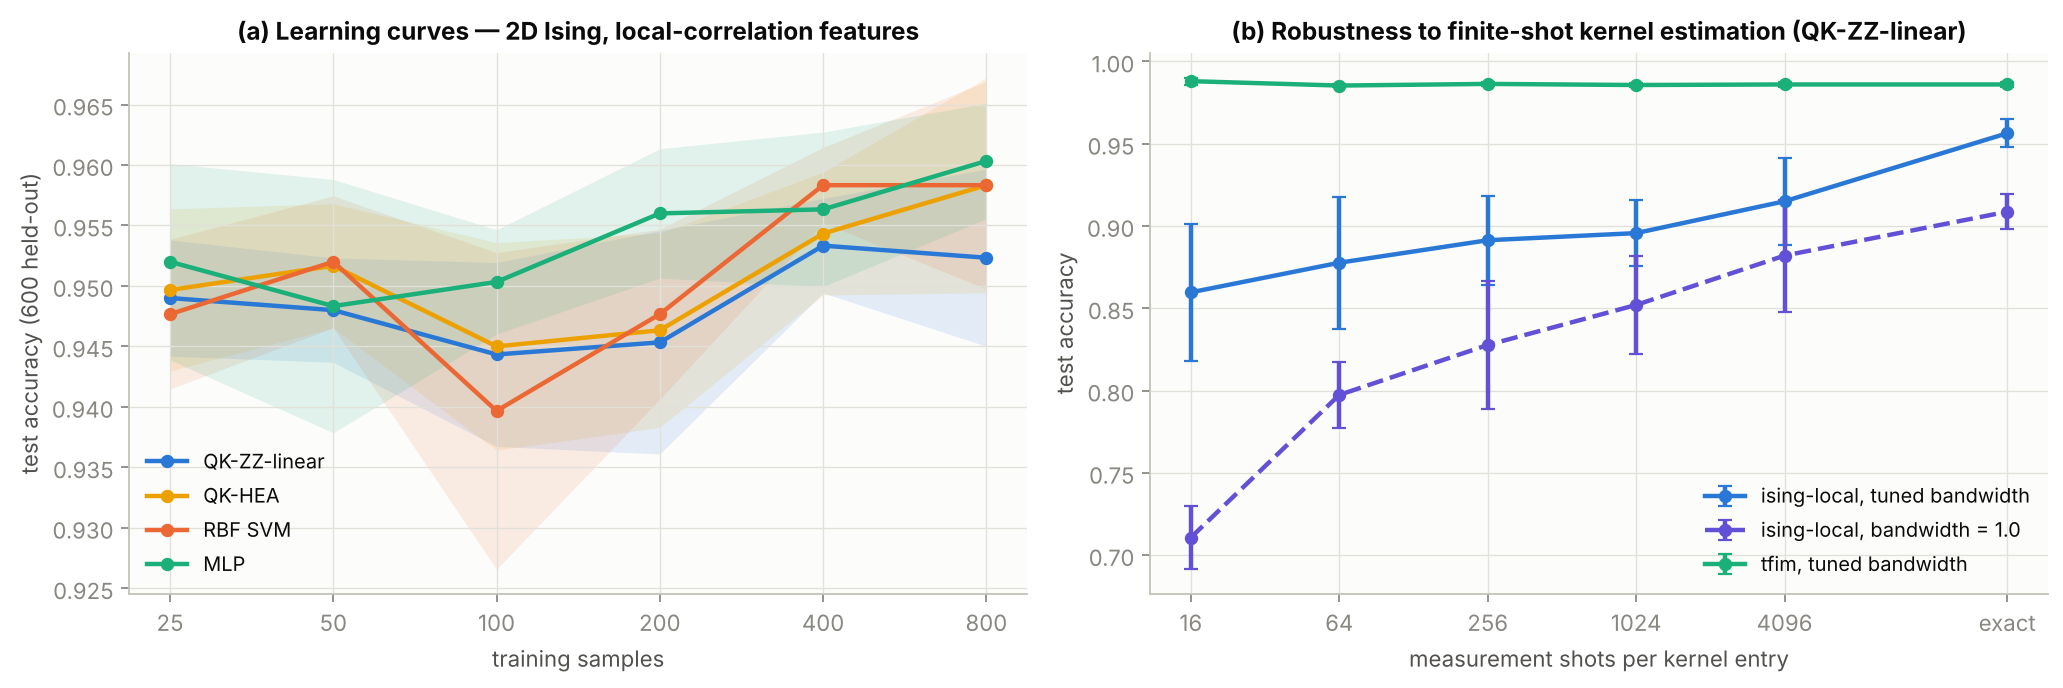 (a) Learning curves — 2D Ising, local-correlation features
test accuracy (600 held-out)
0.965
0.960
0.955
0.950
0.945
0.940
0.935
0.930
0.925
QK-ZZ-linear
QK-HEA
RBF SVM
MLP
25 50 100 200 400 800
training samples
(b) Robustness to finite-shot kernel estimation (QK-ZZ-linear)
test accuracy
1.00
0.95
0.90
0.85
0.80
0.75
0.70
ising-local, tuned bandwidth
ising-local, bandwidth = 1.0
tfim, tuned bandwidth
16 64 256 1024 4096 exact
measurement shots per kernel entry